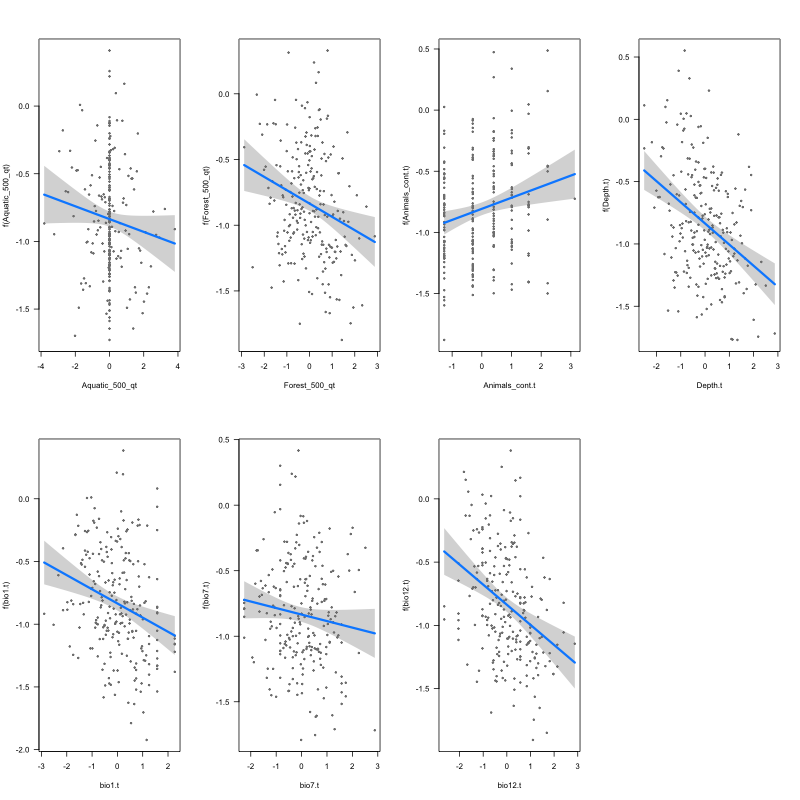 f(Aquatic_500_qt)
0.0
-0.5
-1.0
-1.5
-4 -2 0 2 4
Aquatic_500_qt
f(Forest_500_qt)
0.0
-0.5
-1.0
-1.5
-3 -2 -1 0 1 2 3
Forest_500_qt
f(Animals_cont.t)
0.5
0.0
-0.5
-1.0
-1.5
-1 0 1 2 3
Animals_cont.t
f(Depth.t)
0.5
0.0
-0.5
-1.0
-1.5
-2 -1 0 1 2 3
Depth.t
f(bio1.t)
0.0
-0.5
-1.0
-1.5
-2.0
-3 -2 -1 0 1 2
bio1.t
f(bio7.t)
0.5
0.0
-0.5
-1.0
-1.5
-2 -1 0 1 2 3
bio7.t
f(bio12.t)
0.0
-0.5
-1.0
-1.5
-2 -1 0 1 2 3
bio12.t